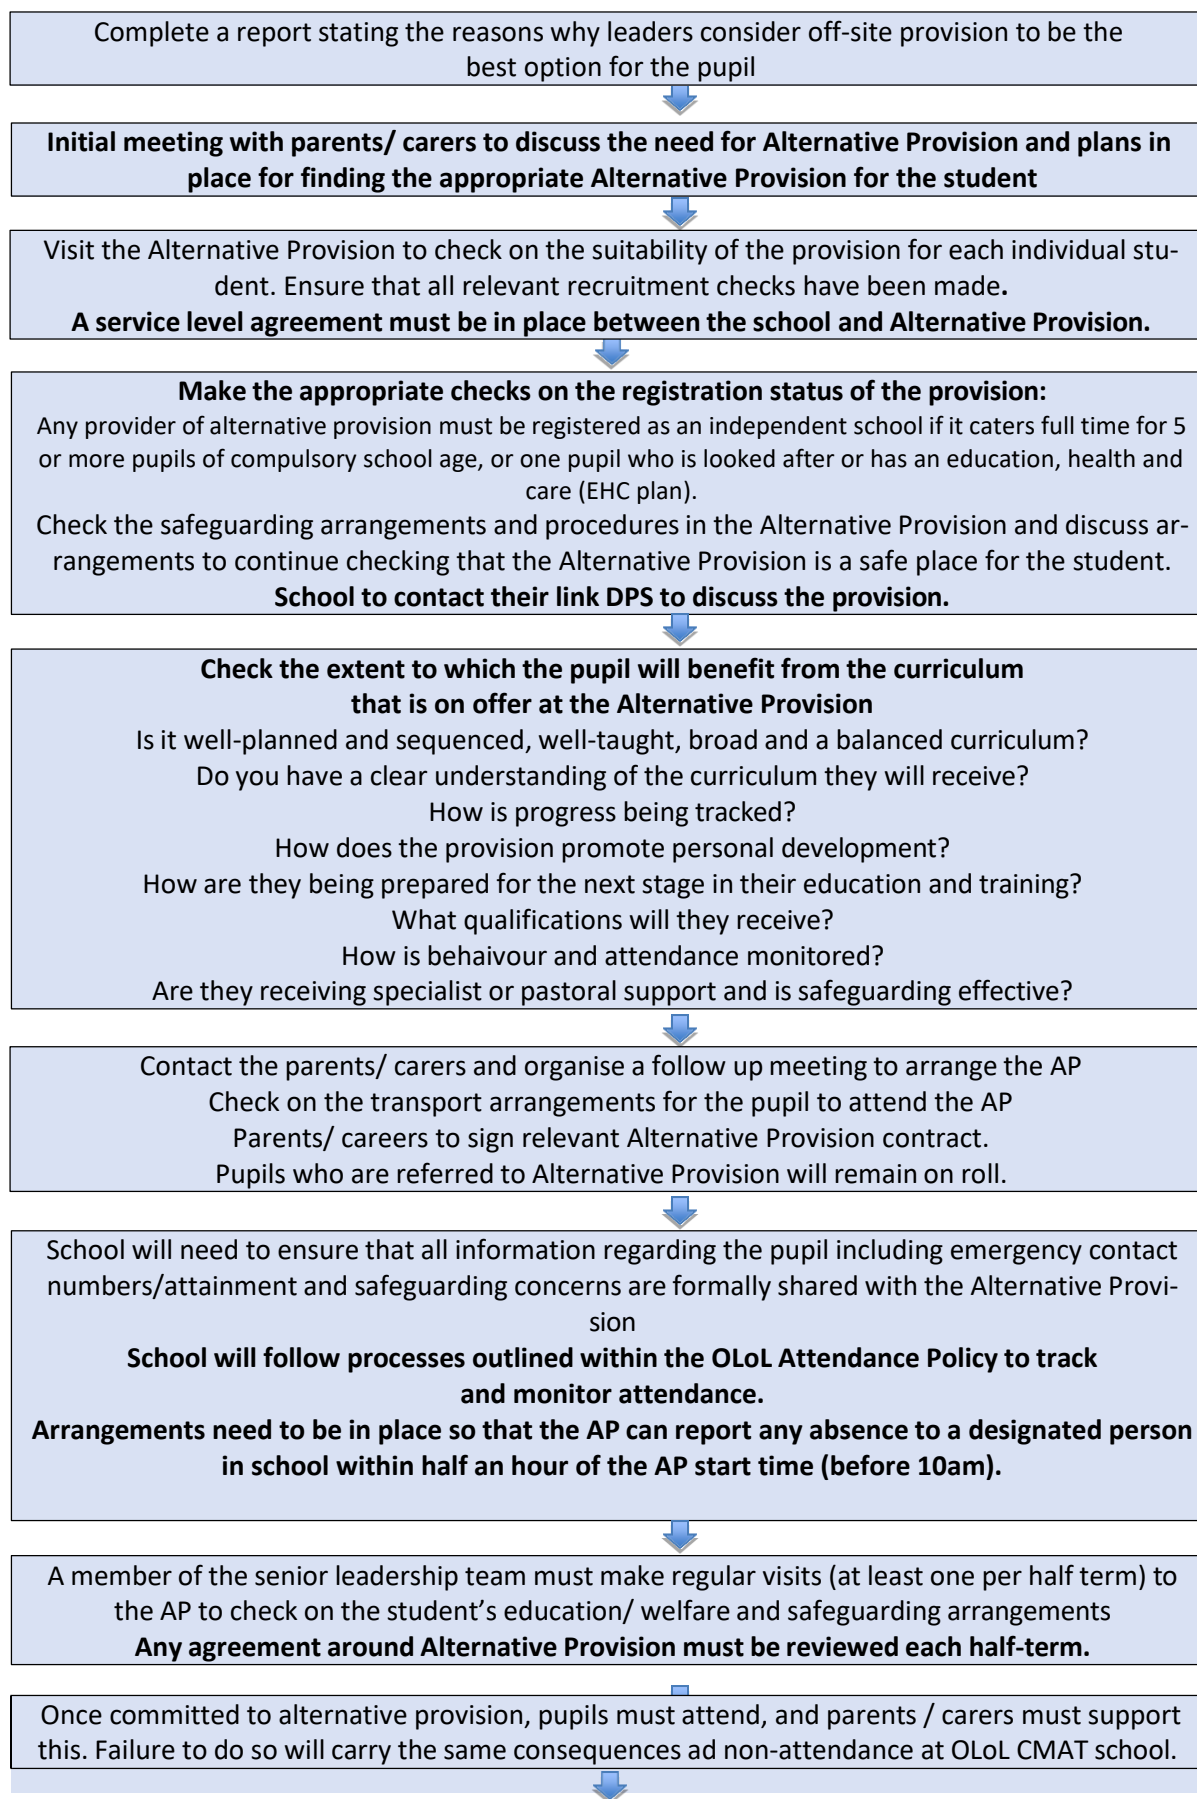 Complete a report stating the reasons why leaders consider off-site provision to be the
best option for the pupil
Initial meeting with parents/ carers to discuss the need for Alternative Provision and plans in
place for finding the appropriate Alternative Provision for the student
Visit the Alternative Provision to check on the suitability of the provision for each individual stu-
dent. Ensure that all relevant recruitment checks have been made.
A service level agreement must be in place between the school and Alternative Provision.
Make the appropriate checks on the registration status of the provision:
Any provider of alternative provision must be registered as an independent school if it caters full time for 5
or more pupils of compulsory school age, or one pupil who is looked after or has an education, health and
care (EHC plan).
Check the safeguarding arrangements and procedures in the Alternative Provision and discuss ar-
rangements to continue checking that the Alternative Provision is a safe place for the student.
School to contact their link DPS to discuss the provision.
Check the extent to which the pupil will benefit from the curriculum
that is on offer at the Alternative Provision
Is it well-planned and sequenced, well-taught, broad and a balanced curriculum?
Do you have a clear understanding of the curriculum they will receive?
How is progress being tracked?
How does the provision promote personal development?
How are they being prepared for the next stage in their education and training?
What qualifications will they receive?
How is behaivour and attendance monitored?
Are they receiving specialist or pastoral support and is safeguarding effective?
Contact the parents/ carers and organise a follow up meeting to arrange the AP
Check on the transport arrangements for the pupil to attend the AP
Parents/ careers to sign relevant Alternative Provision contract.
Pupils who are referred to Alternative Provision will remain on roll.
School will need to ensure that all information regarding the pupil including emergency contact
numbers/attainment and safeguarding concerns are formally shared with the Alternative Provi-
sion
School will follow processes outlined within the OLoL Attendance Policy to track
and monitor attendance.
Arrangements need to be in place so that the AP can report any absence to a designated person
in school within half an hour of the AP start time (before 10am).
A member of the senior leadership team must make regular visits (at least one per half term) to
the AP to check on the student’s education/ welfare and safeguarding arrangements
Any agreement around Alternative Provision must be reviewed each half-term.
Once committed to alternative provision, pupils must attend, and parents / carers must support
this. Failure to do so will carry the same consequences ad non-attendance at OLoL CMAT school.